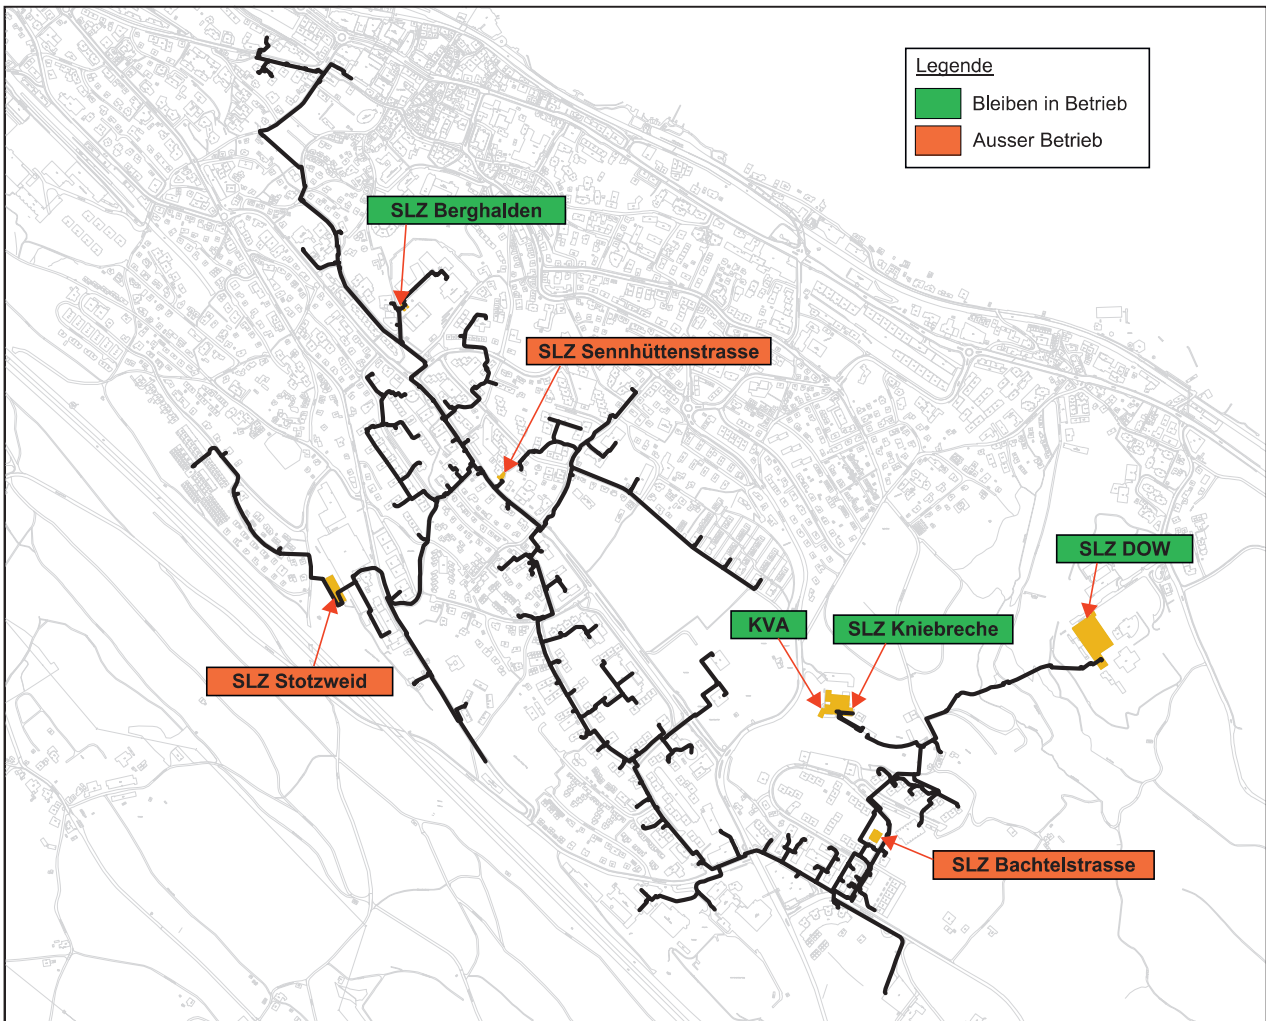 Legende
Bleiben in Betrieb
Ausser Betrieb
SLZ Berghalden
SLZ Sennhüttenstrasse
SLZ DOW
KVA
SLZ Kniebreche
SLZ Stotzweid
SLZ Bachtelstrasse